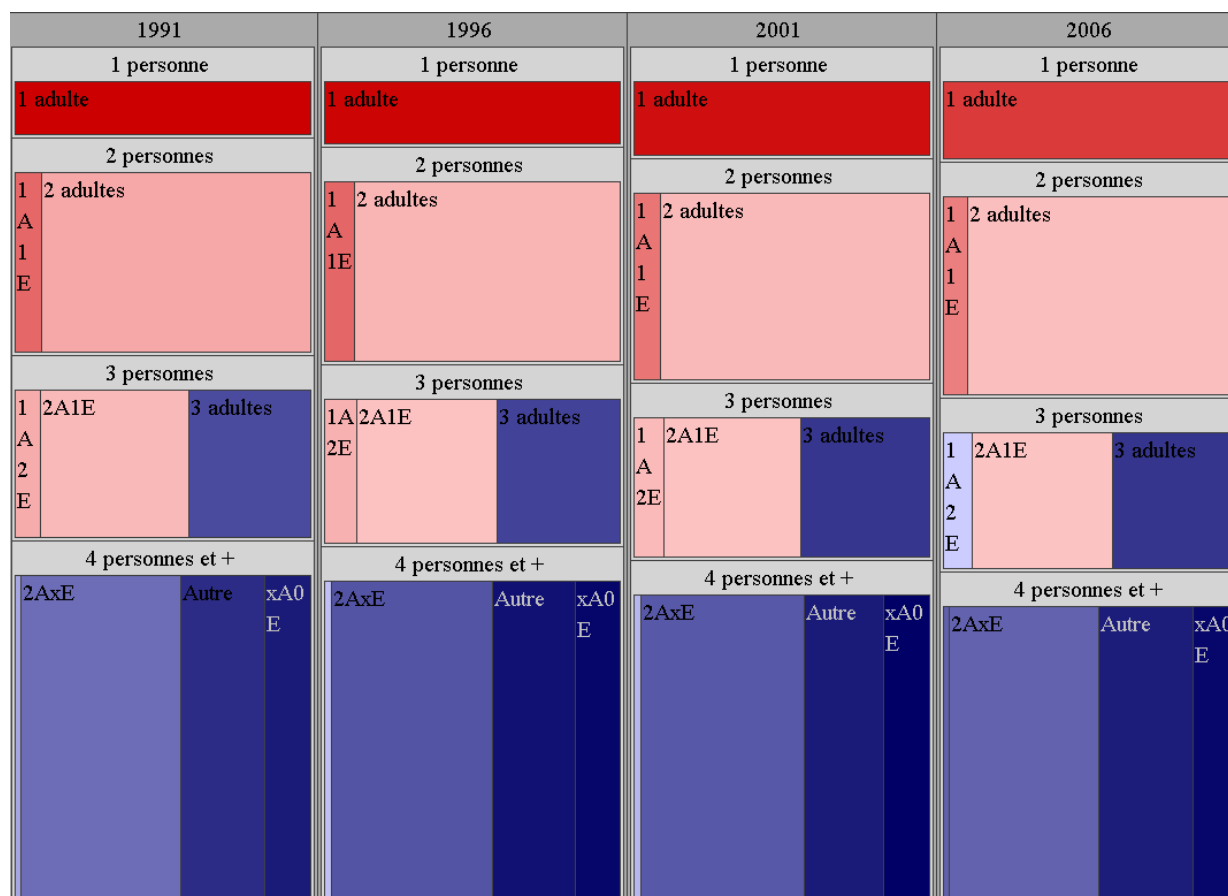 1991
1 personne
1 adulte
2 personnes
1
A
1
E
2 adultes
3 personnes
1
A
2
E
2A1E
3 adultes
4 personnes et +
2AxE
Autre
xA0
E
1996
1 personne
1 adulte
2 personnes
1
A
1E
2 adultes
3 personnes
1A
2E
2A1E
3 adultes
4 personnes et +
2AxE
Autre
xA0
E
2001
1 personne
1 adulte
2 personnes
1
A
1
E
2 adultes
3 personnes
1
A
2E
2A1E
3 adultes
4 personnes et +
2AxE
Autre
xA0
E
2006
1 personne
1 adulte
2 personnes
1
A
1
E
2 adultes
3 personnes
1
A
2
E
2A1E
3 adultes
4 personnes et +
2AxE
Autre
xA0
E